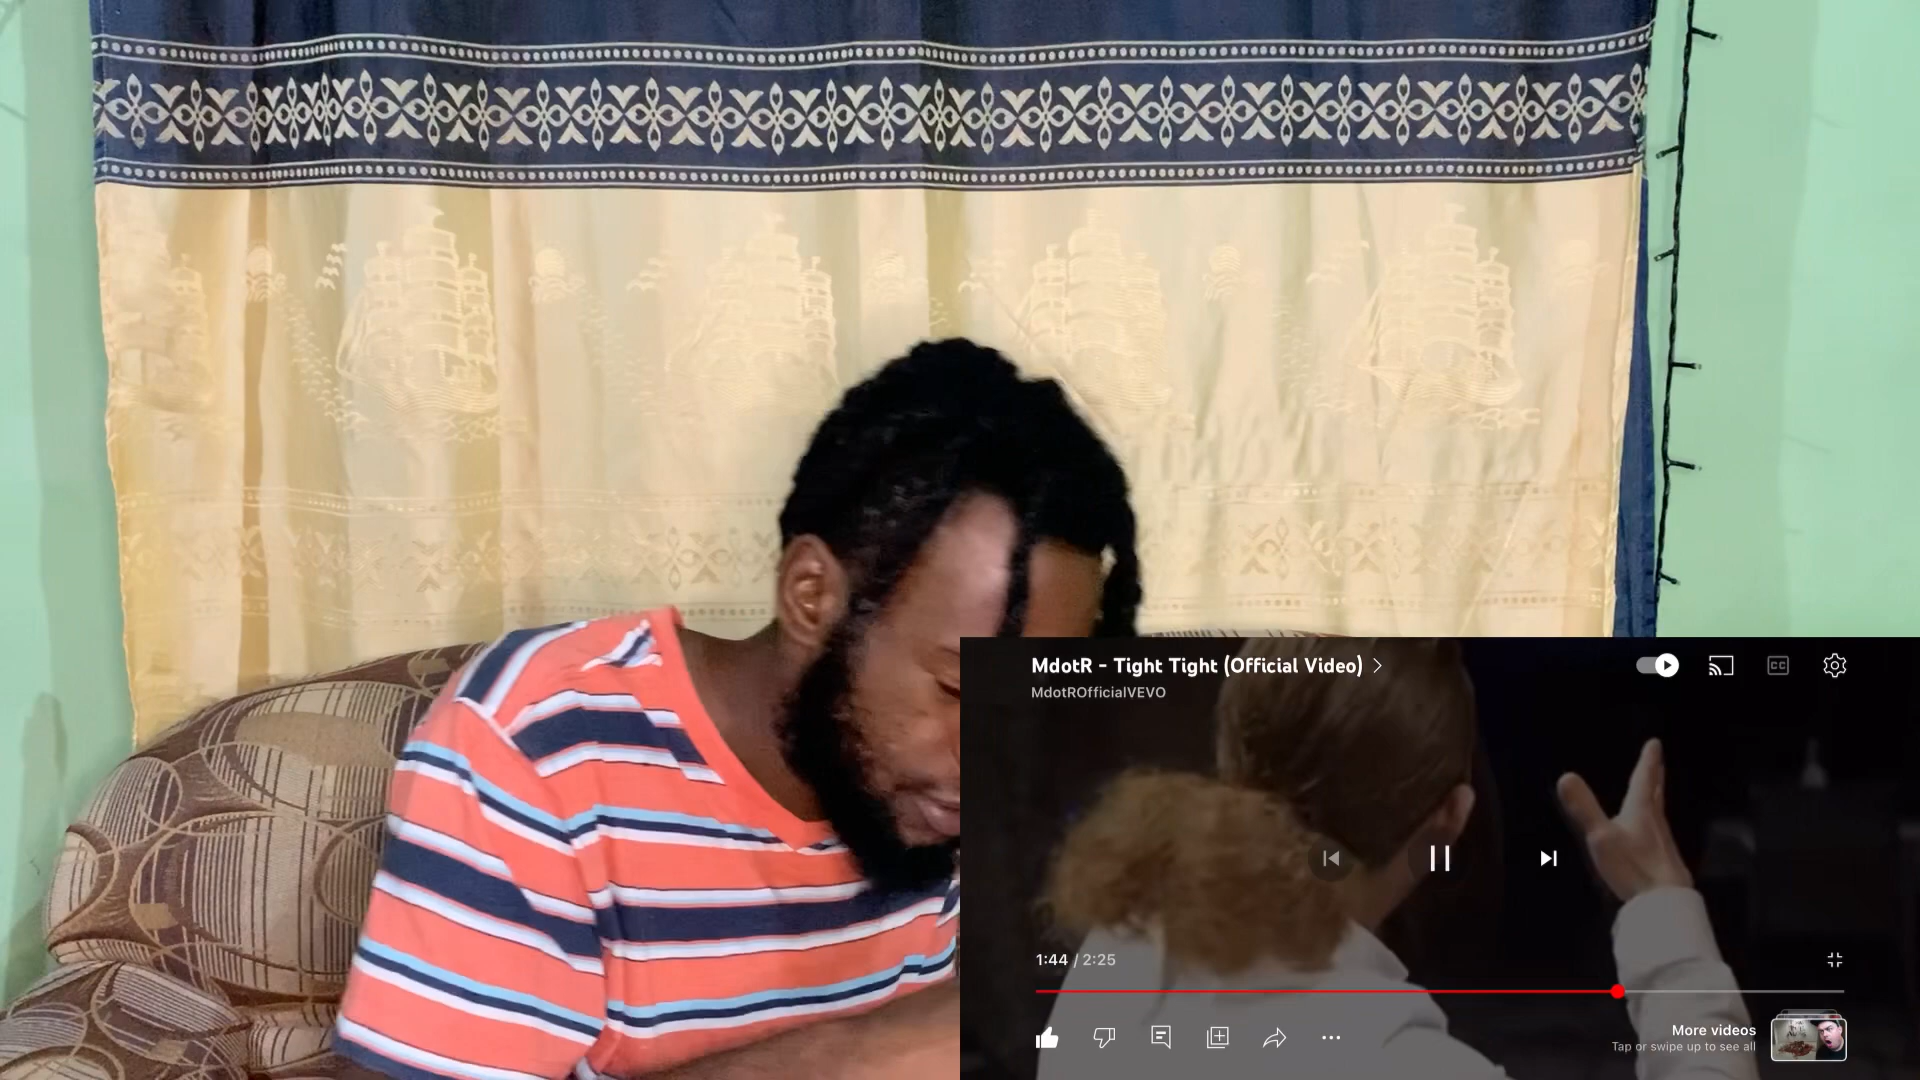 MdotR - Tight Tight (Official Video)
MdotROfficialVEVO
CC
1:44 / 2:25
More videos
Tap or swipe up to see all